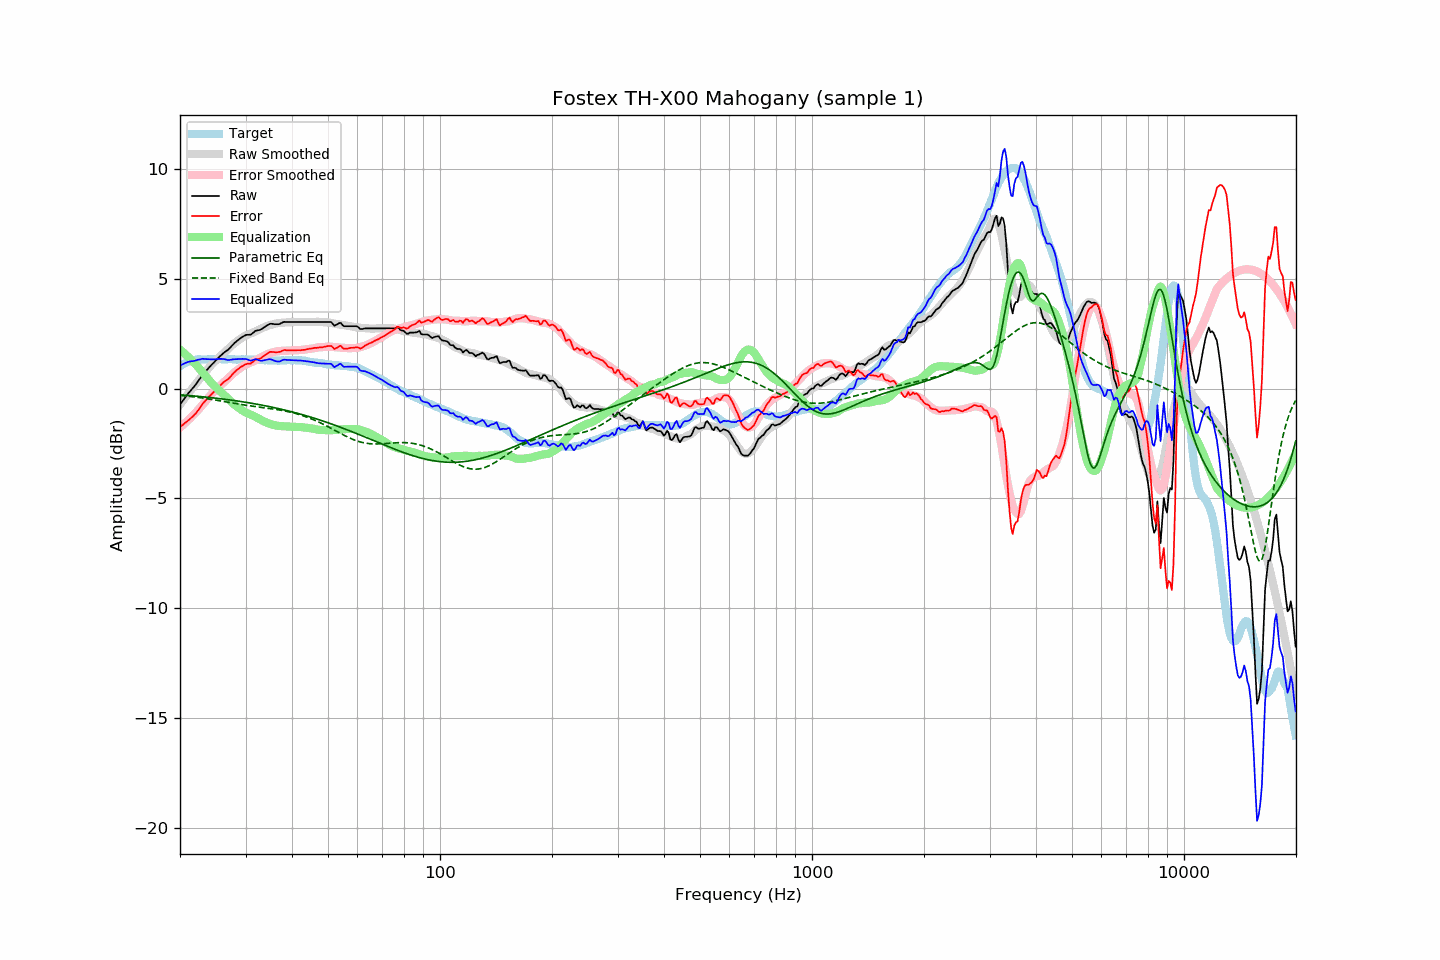 Fostex TH-X00 Mahogany (sample 1)
Target
Raw Smoothed
Error Smoothed
Raw
Error
Equalization
Parametric Eq
Fixed Band Eq
Equalized
10
5
0
−5
−10
−15
−20
Amplitude (dBr)
100
1000
10000
Frequency (Hz)